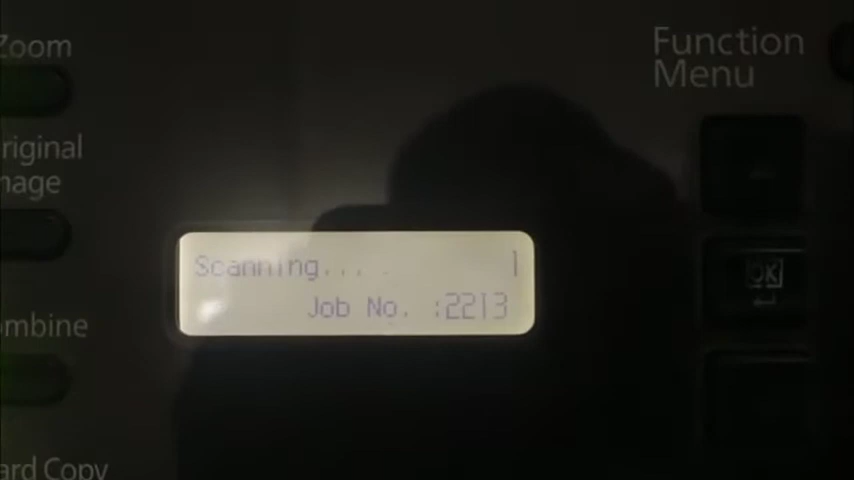 Zoom
Function
Menu
riginal
mage
Scanning.... 1
Job No. :2213
OK
ombine
ard Copy